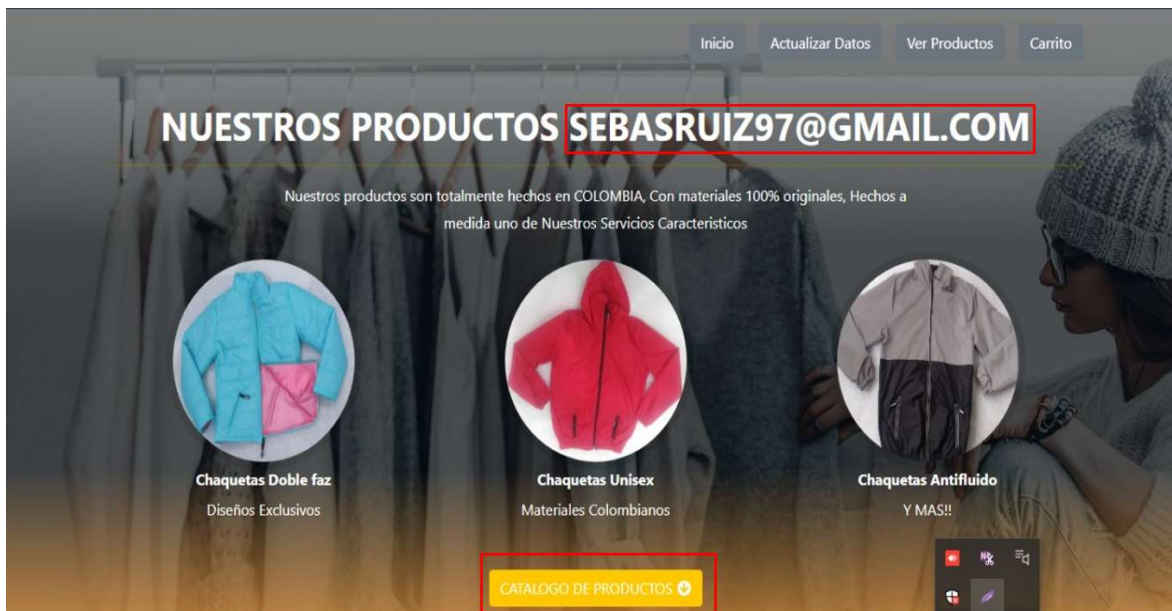 Inicio Actualizar Datos Ver Productos Carrito
NUESTROS PRODUCTOS SEBASRUIZ97@GMAIL.COM
Nuestros productos son totalmente hechos en COLOMBIA, Con materiales 100% originales, Hechos a
medida uno de Nuestros Servicios Caracteristicos
Chaquetas Doble faz
Diseños Exclusivos
Chaquetas Unisex
Materiales Colombianos
Chaquetas Antifluido
Y MAS!!
CATALOGO DE PRODUCTOS